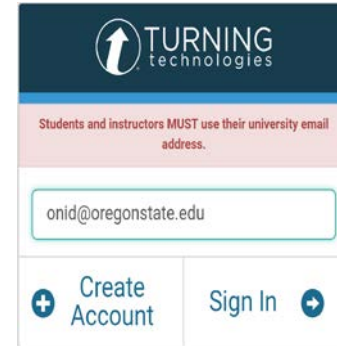 TURNING
technologies
Students and instructors MUST use their university email
address.
onid@oregonstate.edu
Create
Account
Sign In